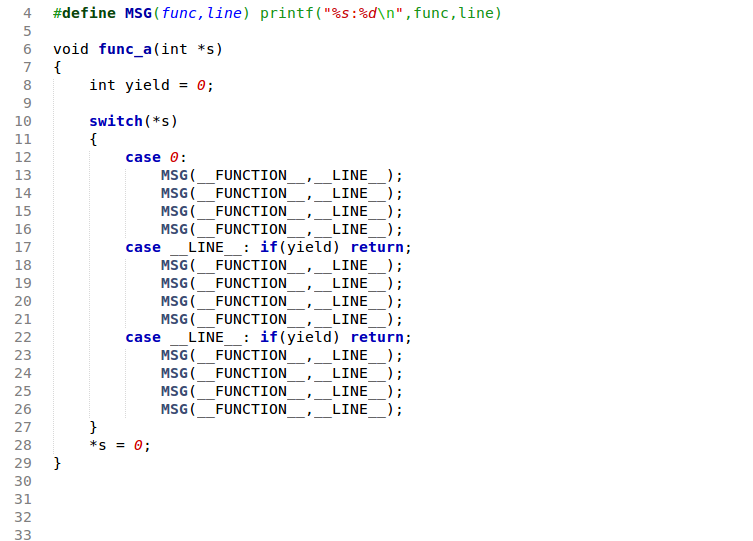 4 #define MSG(func,line) printf("%s:%d\n",func,line)
5
6 void func_a(int *s)
7 {
8     int yield = 0;
9
10     switch(*s)
11     {
12         case 0:
13             MSG(__FUNCTION__,__LINE__);
14             MSG(__FUNCTION__,__LINE__);
15             MSG(__FUNCTION__,__LINE__);
16             MSG(__FUNCTION__,__LINE__);
17         case __LINE__: if(yield) return;
18             MSG(__FUNCTION__,__LINE__);
19             MSG(__FUNCTION__,__LINE__);
20             MSG(__FUNCTION__,__LINE__);
21             MSG(__FUNCTION__,__LINE__);
22         case __LINE__: if(yield) return;
23             MSG(__FUNCTION__,__LINE__);
24             MSG(__FUNCTION__,__LINE__);
25             MSG(__FUNCTION__,__LINE__);
26             MSG(__FUNCTION__,__LINE__);
27     }
28     *s = 0;
29 }
30
31
32
33